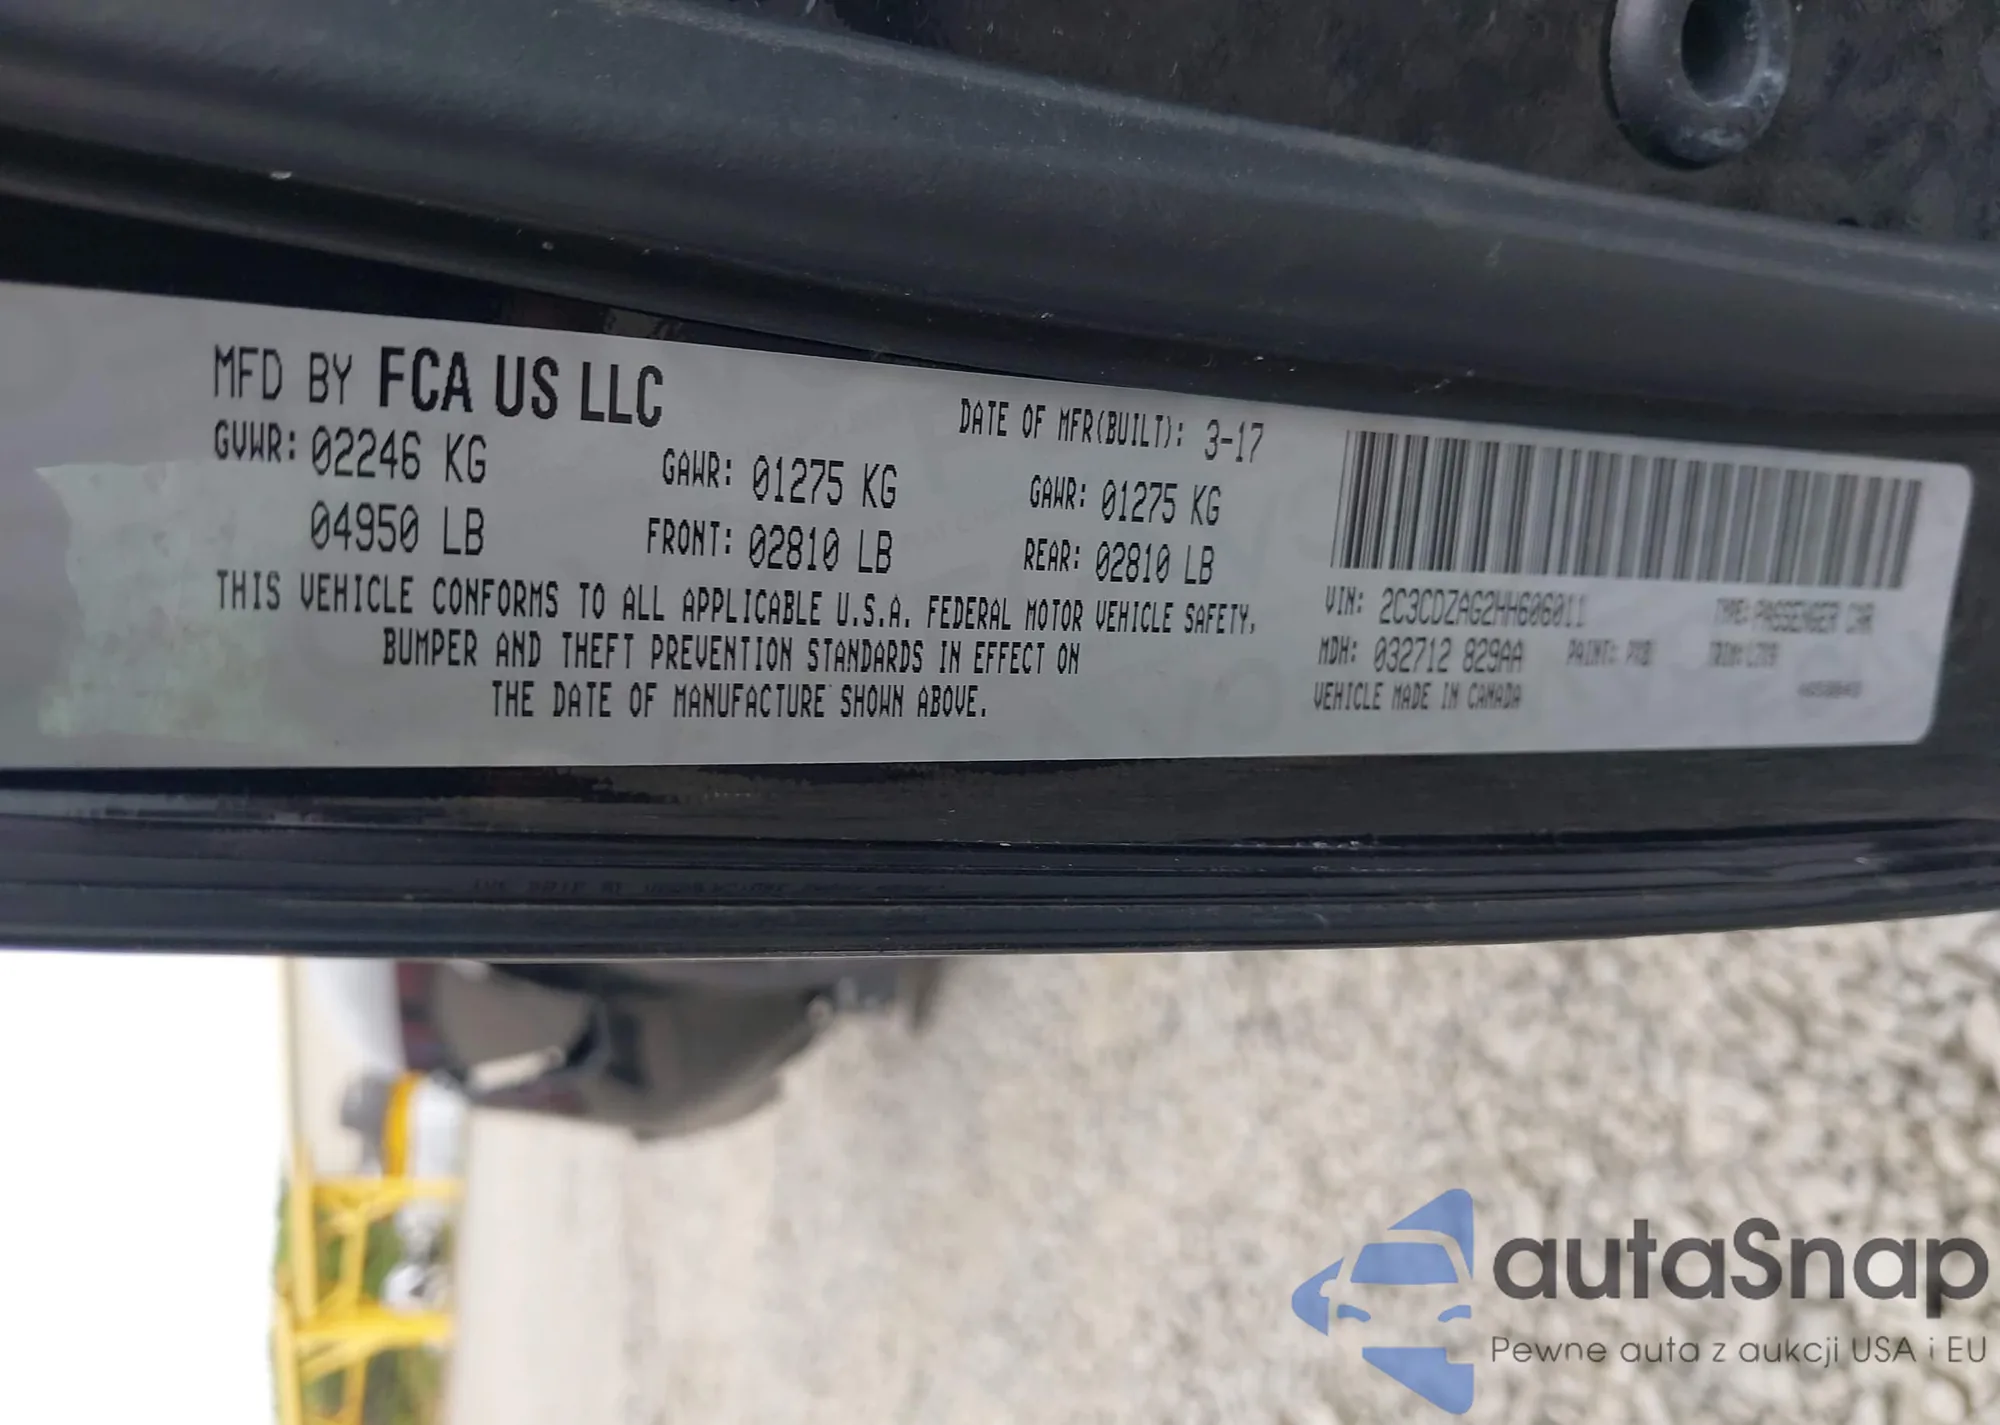 MFD BY FCA US LLC
DATE OF MFR(BUILT): 3-17
GVWR: 02246 KG
04950 LB
GAWR: 01275 KG
FRONT: 02810 LB
GAWR: 01275 KG
REAR: 02810 LB
THIS VEHICLE CONFORMS TO ALL APPLICABLE U.S.A. FEDERAL MOTOR VEHICLE SAFETY,
BUMPER AND THEFT PREVENTION STANDARDS IN EFFECT ON
THE DATE OF MANUFACTURE SHOWN ABOVE.
VIN: 2C3CDZAG2HH606011
TYPE: PASSENGER CAR
MDH: 032712 829AA
PAINT:
TRIM:
VEHICLE MADE IN CANADA
autaSnap
Pewne auta z aukcji USA i EU